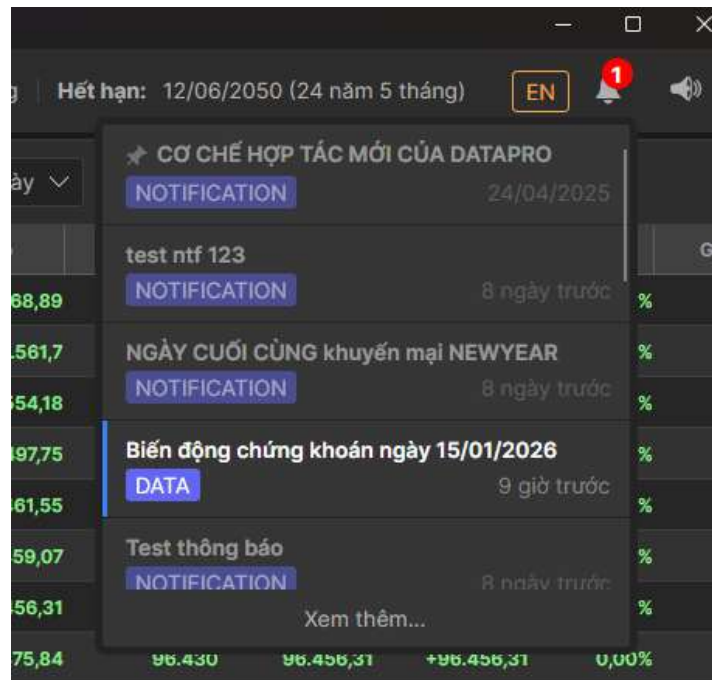 Hết hạn: 12/06/2050 (24 năm 5 tháng)
EN
1
ày
CƠ CHẾ HỢP TÁC MỚI CỦA DATAPRO
NOTIFICATION 24/04/2025
G
test ntf 123
NOTIFICATION 8 ngày trước
68,89 %
NGÀY CUỐI CÙNG khuyến mại NEWYEAR
.561,7 %
NOTIFICATION 8 ngày trước
54,18 %
Biến động chứng khoán ngày 15/01/2026
497,75 %
DATA 9 giờ trước
461,55 %
Test thông báo
59,07 %
NOTIFICATION 8 ngày trước
456,31 %
Xem thêm...
75,84 96.430 96.456,31 +96.456,31 0,00%